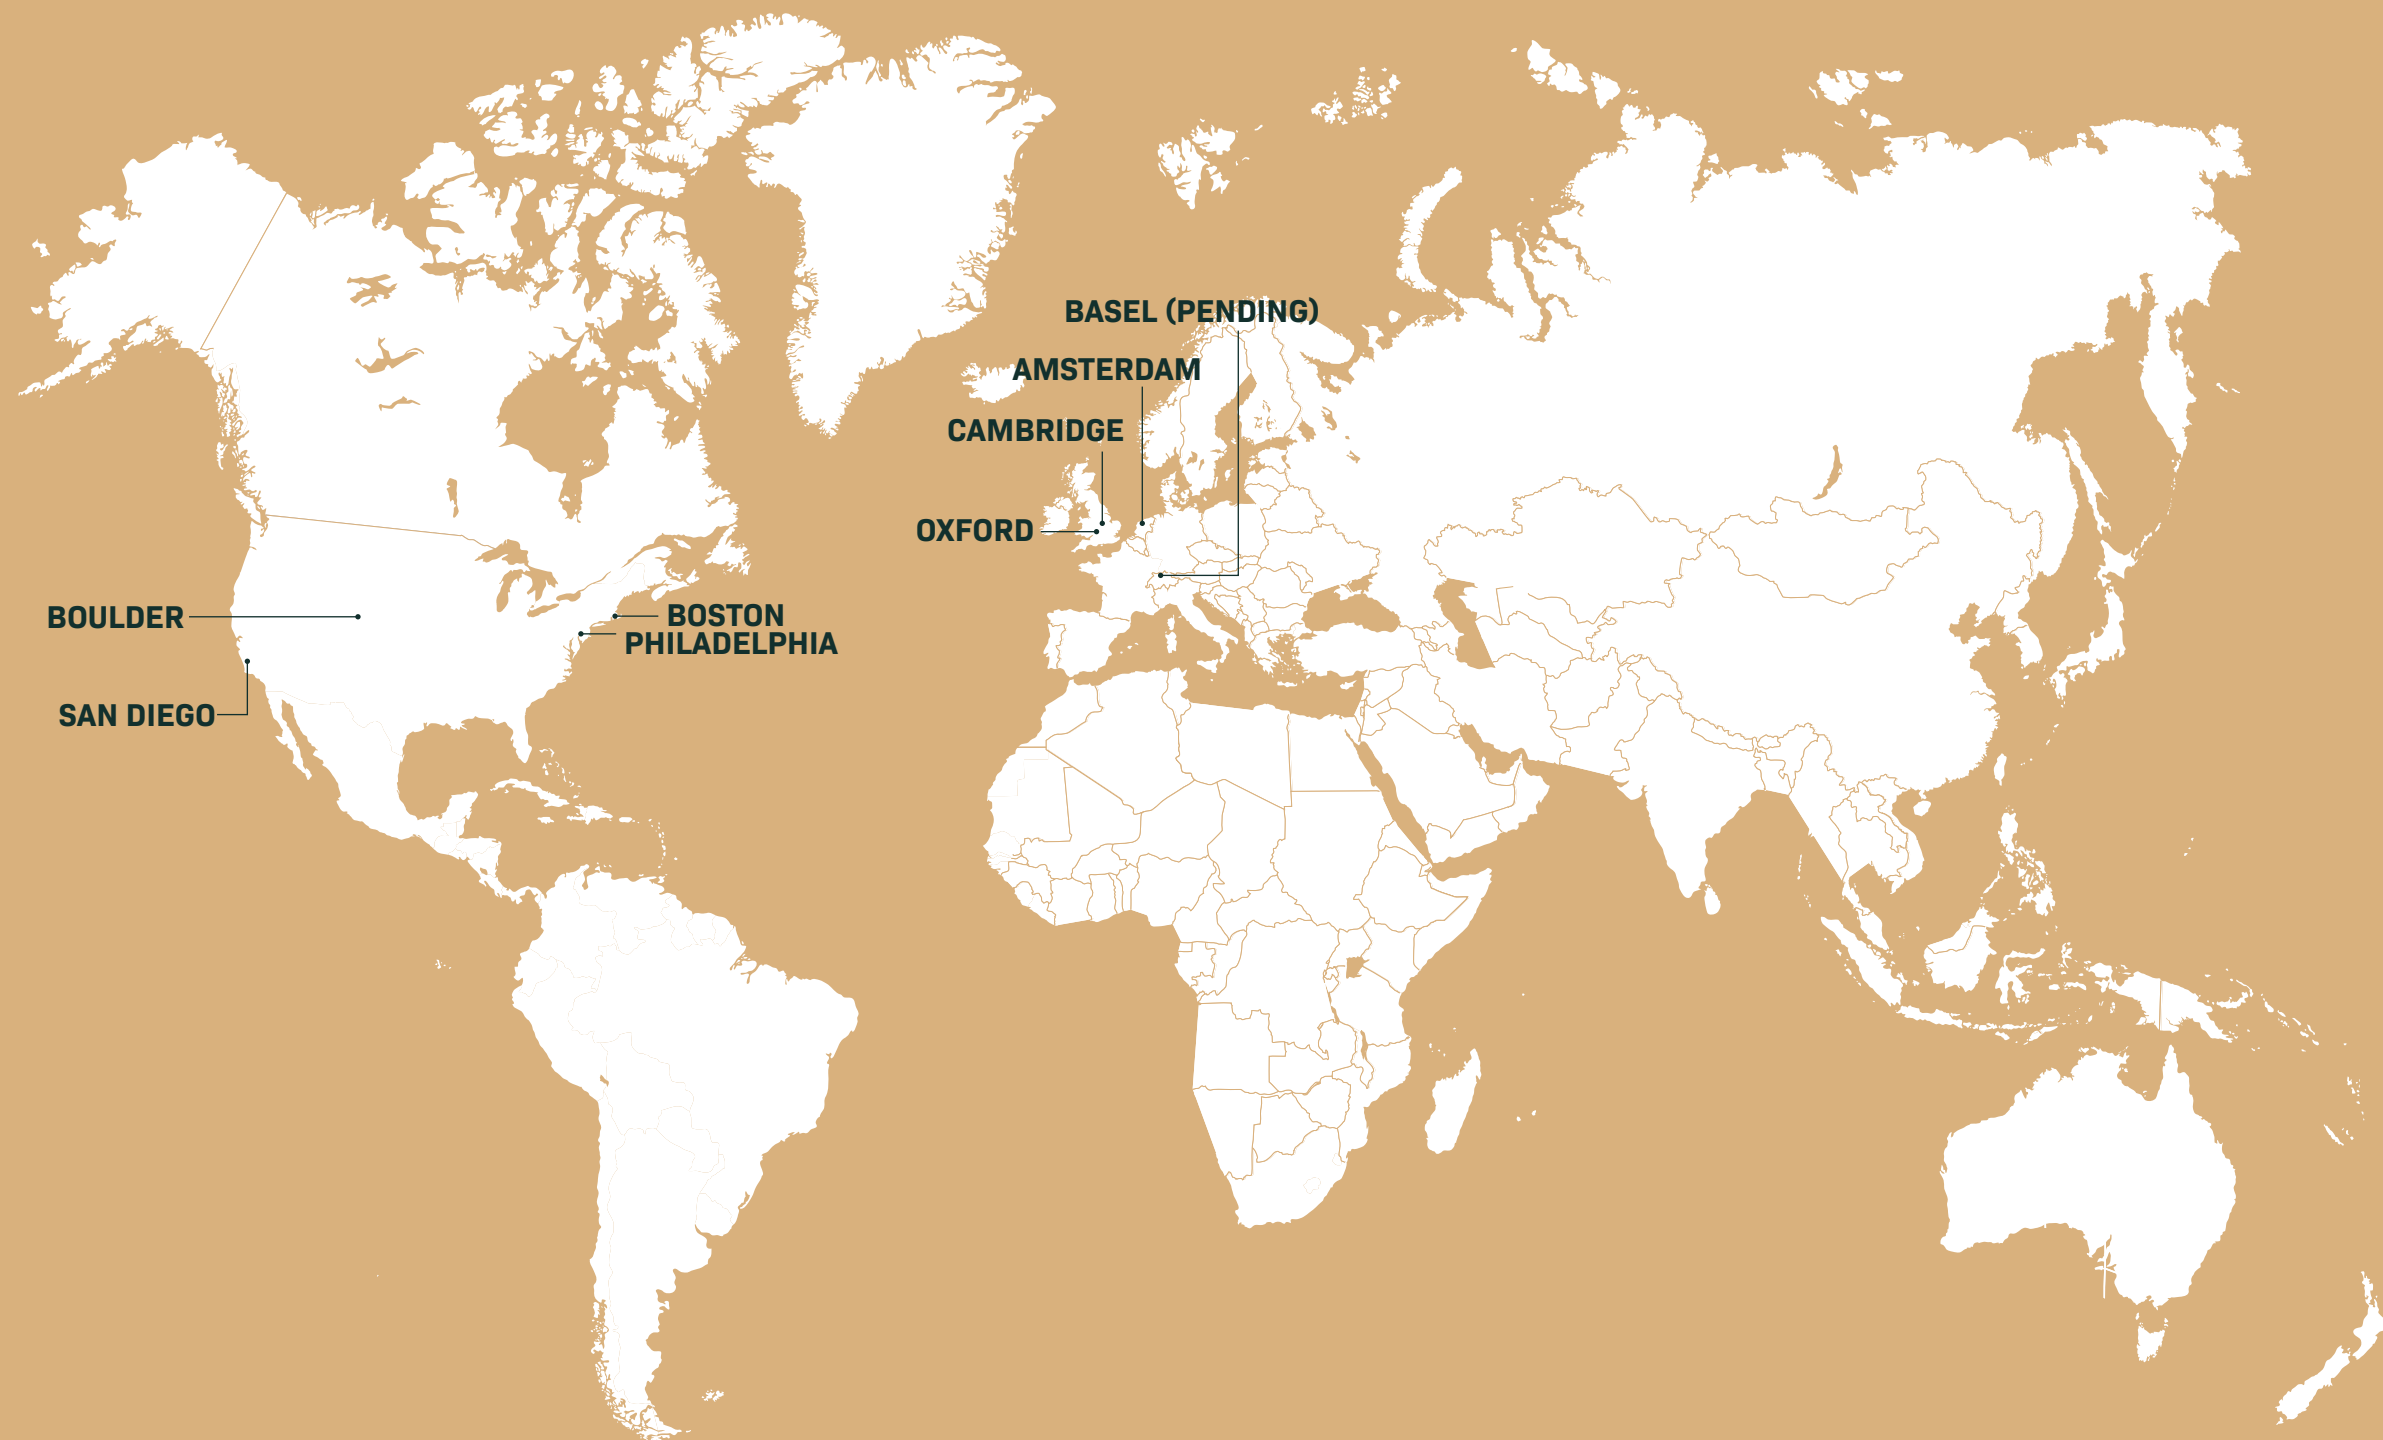 BASEL (PENDING)
AMSTERDAM
CAMBRIDGE
OXFORD
BOULDER
BOSTON
PHILADELPHIA
SAN DIEGO